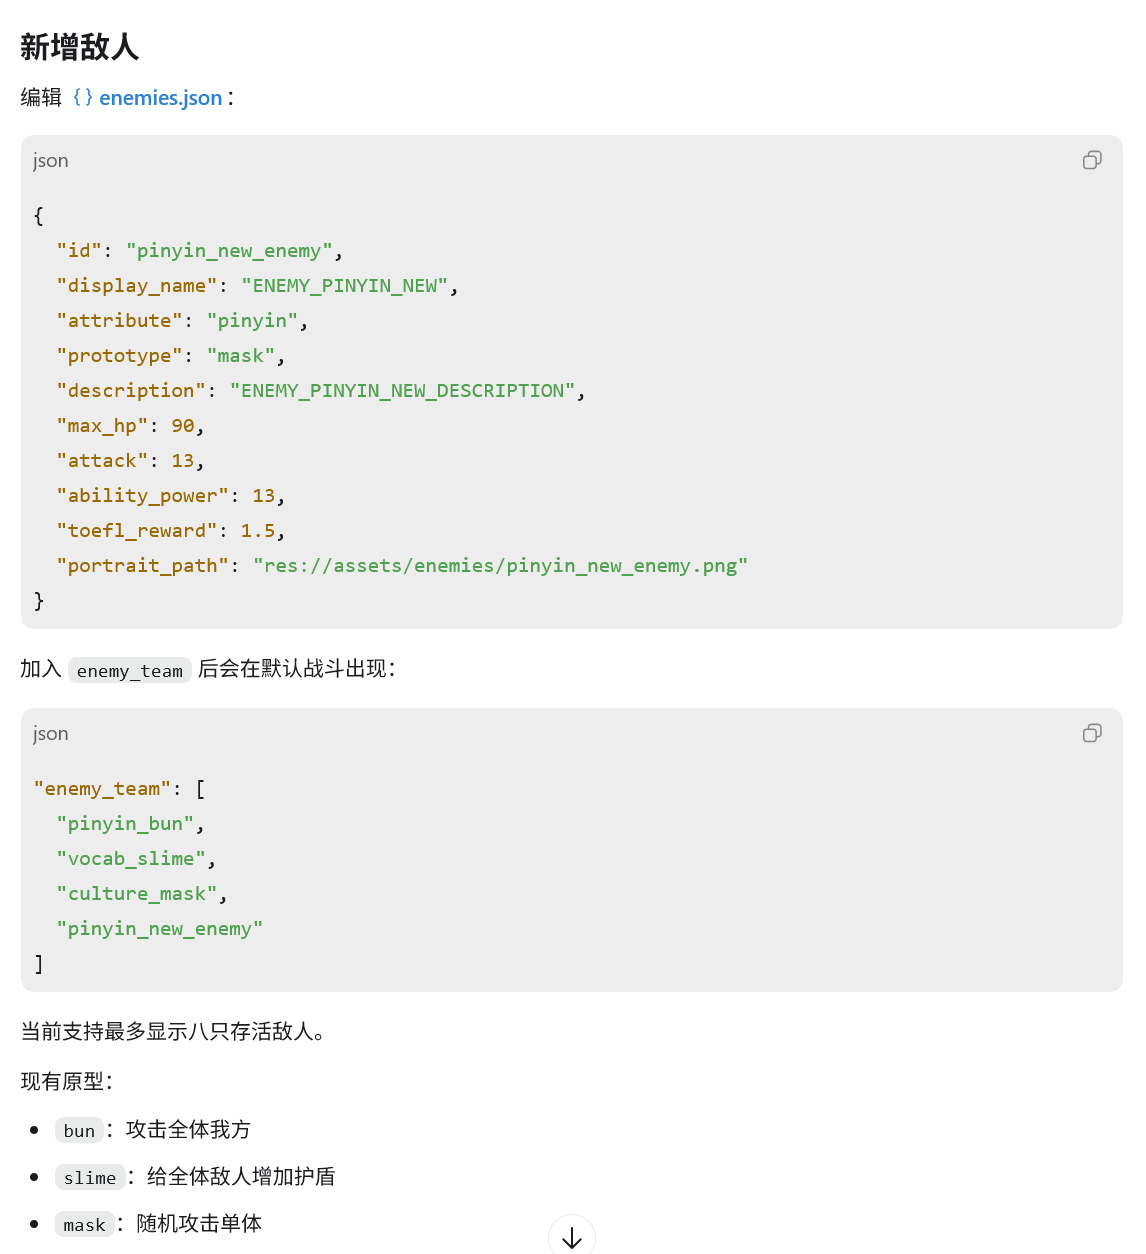 新增敌人
编辑 {} enemies.json：
json
{
  "id": "pinyin_new_enemy",
  "display_name": "ENEMY_PINYIN_NEW",
  "attribute": "pinyin",
  "prototype": "mask",
  "description": "ENEMY_PINYIN_NEW_DESCRIPTION",
  "max_hp": 90,
  "attack": 13,
  "ability_power": 13,
  "toefl_reward": 1.5,
  "portrait_path": "res://assets/enemies/pinyin_new_enemy.png"
}
加入 enemy_team 后会在默认战斗出现：
json
"enemy_team": [
  "pinyin_bun",
  "vocab_slime",
  "culture_mask",
  "pinyin_new_enemy"
]
当前支持最多显示八只存活敌人。
现有原型：
• bun：攻击全体我方
• slime：给全体敌人增加护盾
• mask：随机攻击单体